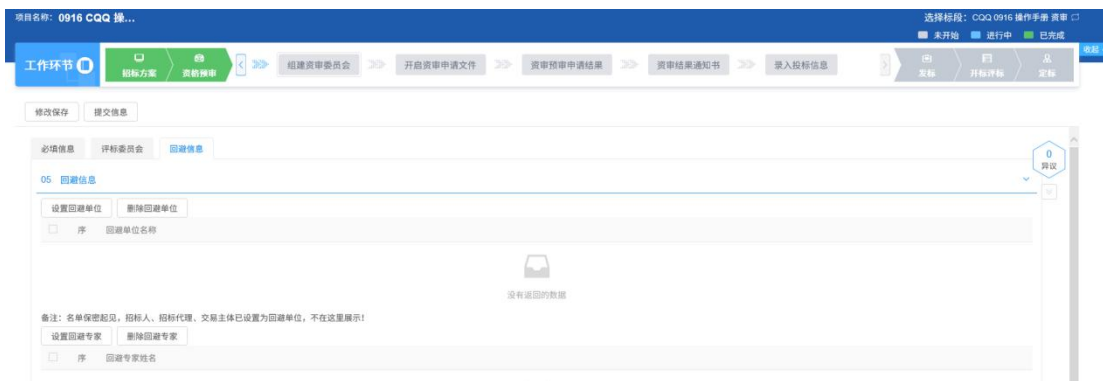 项目名称：0916 CQQ 操... 选择标段：CQQ 0916 操作手册 资审
未开始 进行中 已完成
收起
工作环节 招标方案 资格预审 组建资审委员会 开启资审申请文件 资审预审申请结果 资审结果通知书 录入投标信息 发标 开标评标 定标
修改保存 提交信息
必填信息 评标委员会 回避信息
0
异议
05 回避信息
设置回避单位 删除回避单位
序 回避单位名称
没有返回的数据
备注：名单保密起见，招标人、招标代理、交易主体已设置为回避单位，不在这里展示！
设置回避专家 删除回避专家
序 回避专家姓名